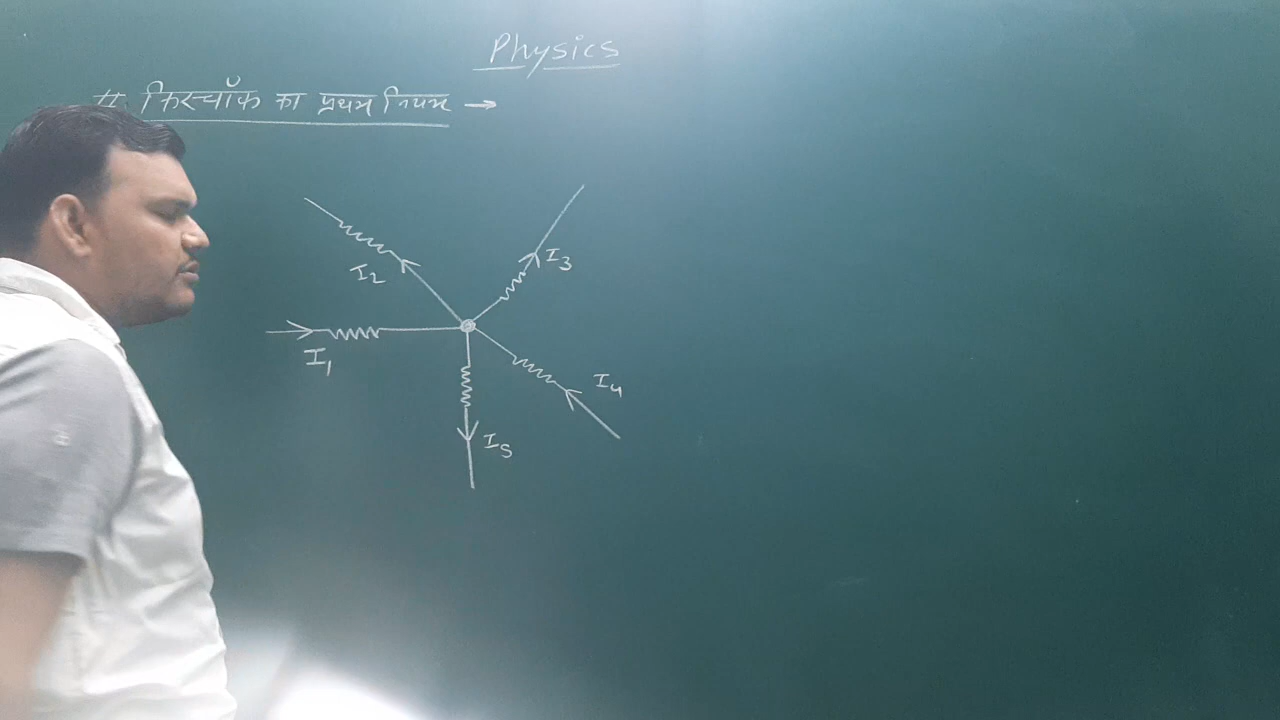 Physics
# किरचॉफ का प्रथम नियम →
I3
I2
I1
I4
I5